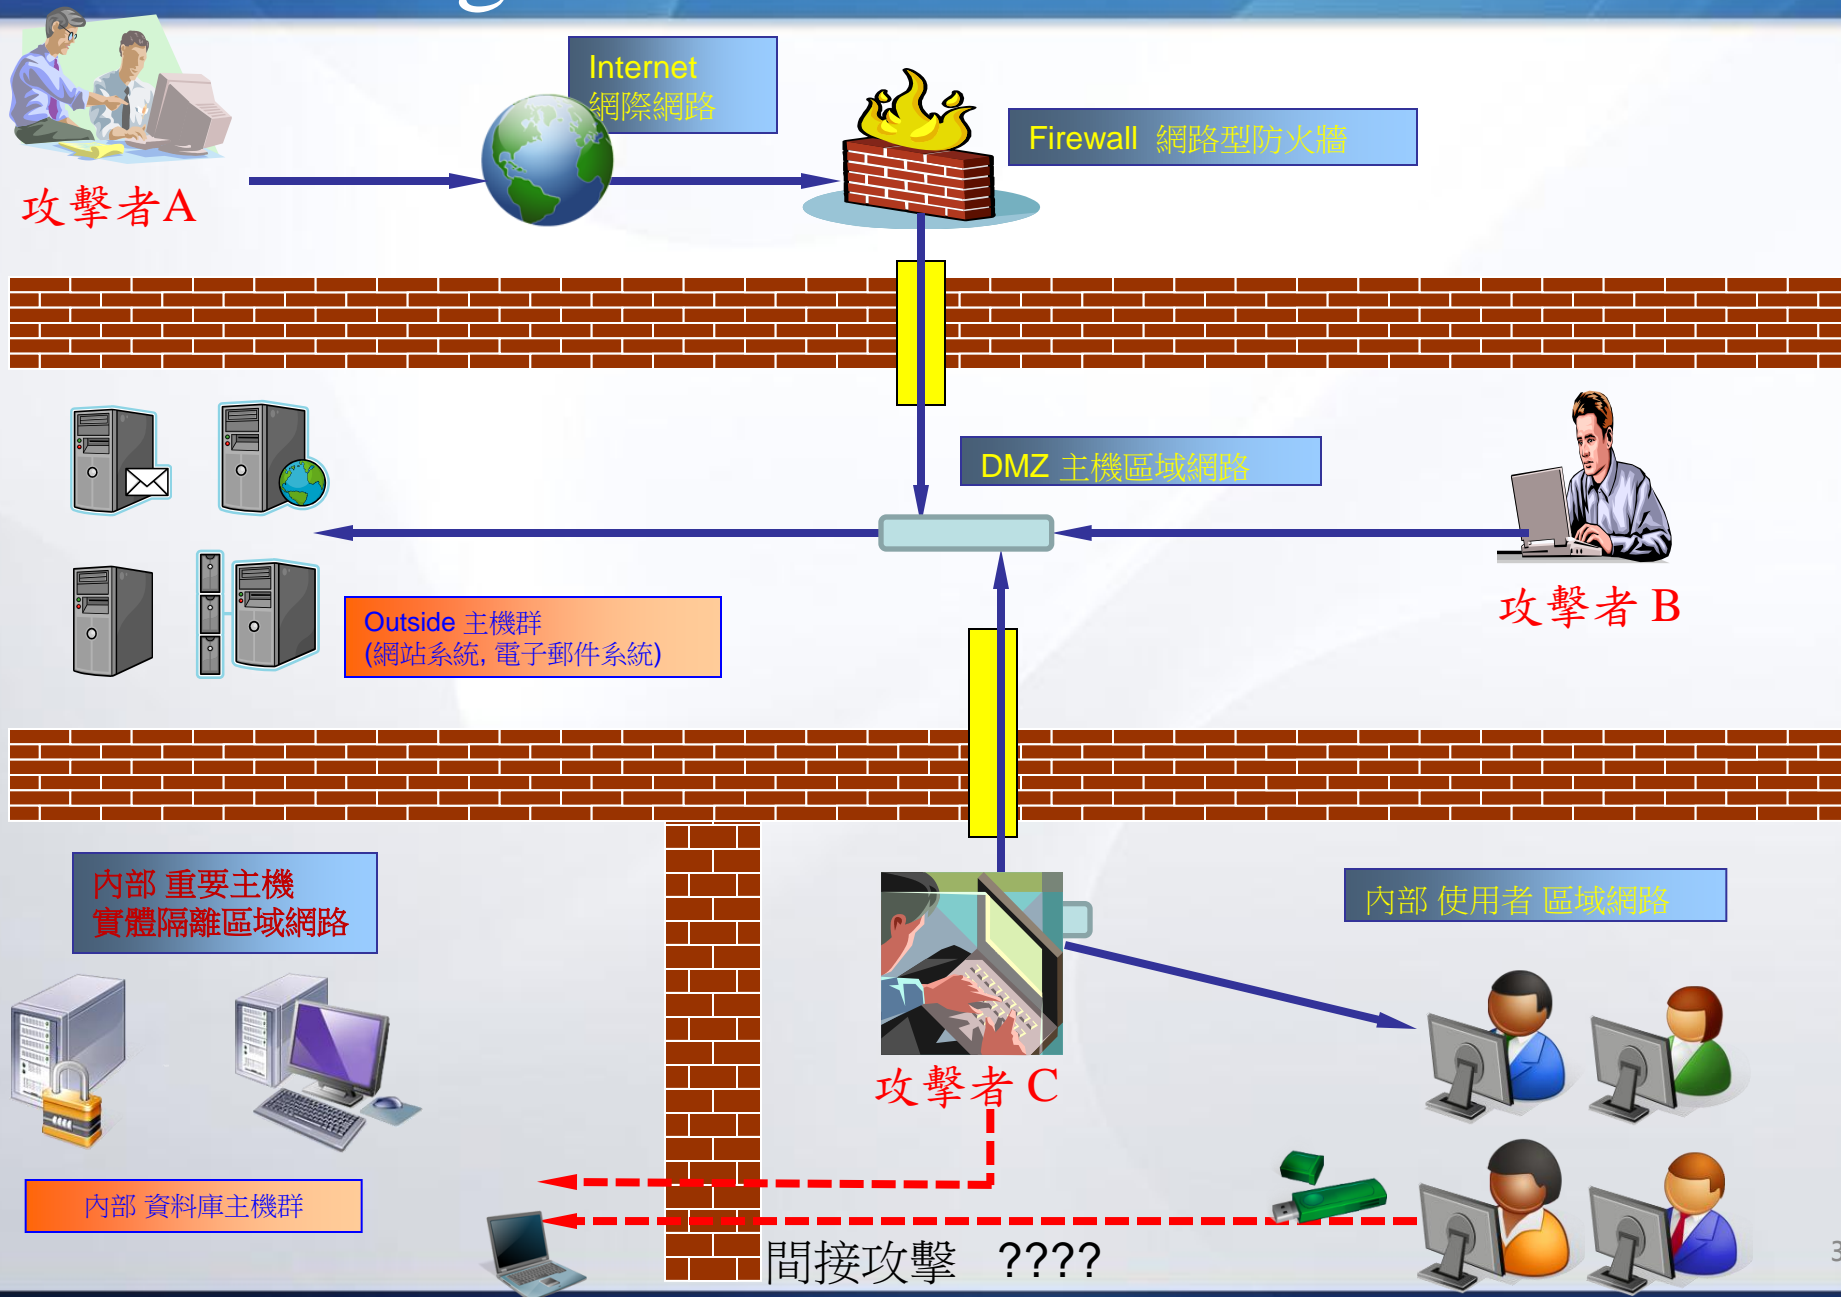 Internet
網際網路
Firewall 網路型防火牆
攻擊者A
DMZ 主機區域網路
攻擊者 B
Outside 主機群
(網站系統, 電子郵件系統)
內部 重要主機
實體隔離區域網路
內部 使用者 區域網路
攻擊者 C
內部 資料庫主機群
間接攻擊 ????
3